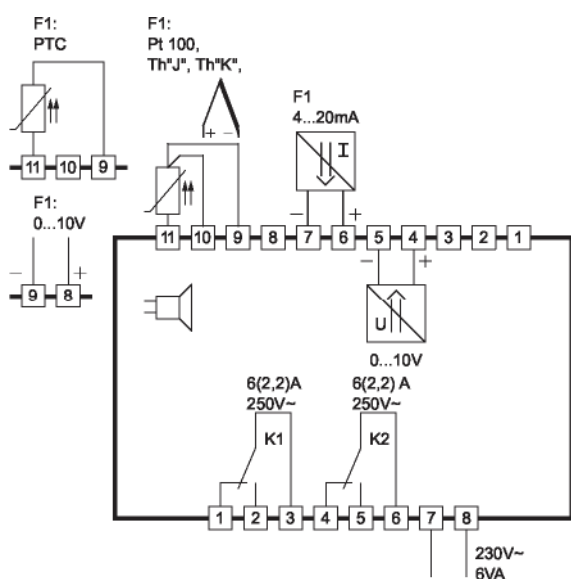 F1:
PTC
11 10 9
F1:
0...10V
– +
9 8
F1:
Pt 100,
Th"J", Th"K",
+ –
F1
4...20mA
I
– +
11 10 9 8 7 6 5 4 3 2 1
– +
U
0...10V
6(2,2)A
250V~
K1
6(2,2) A
250V~
K2
1 2 3 4 5 6 7 8
230V~
6VA